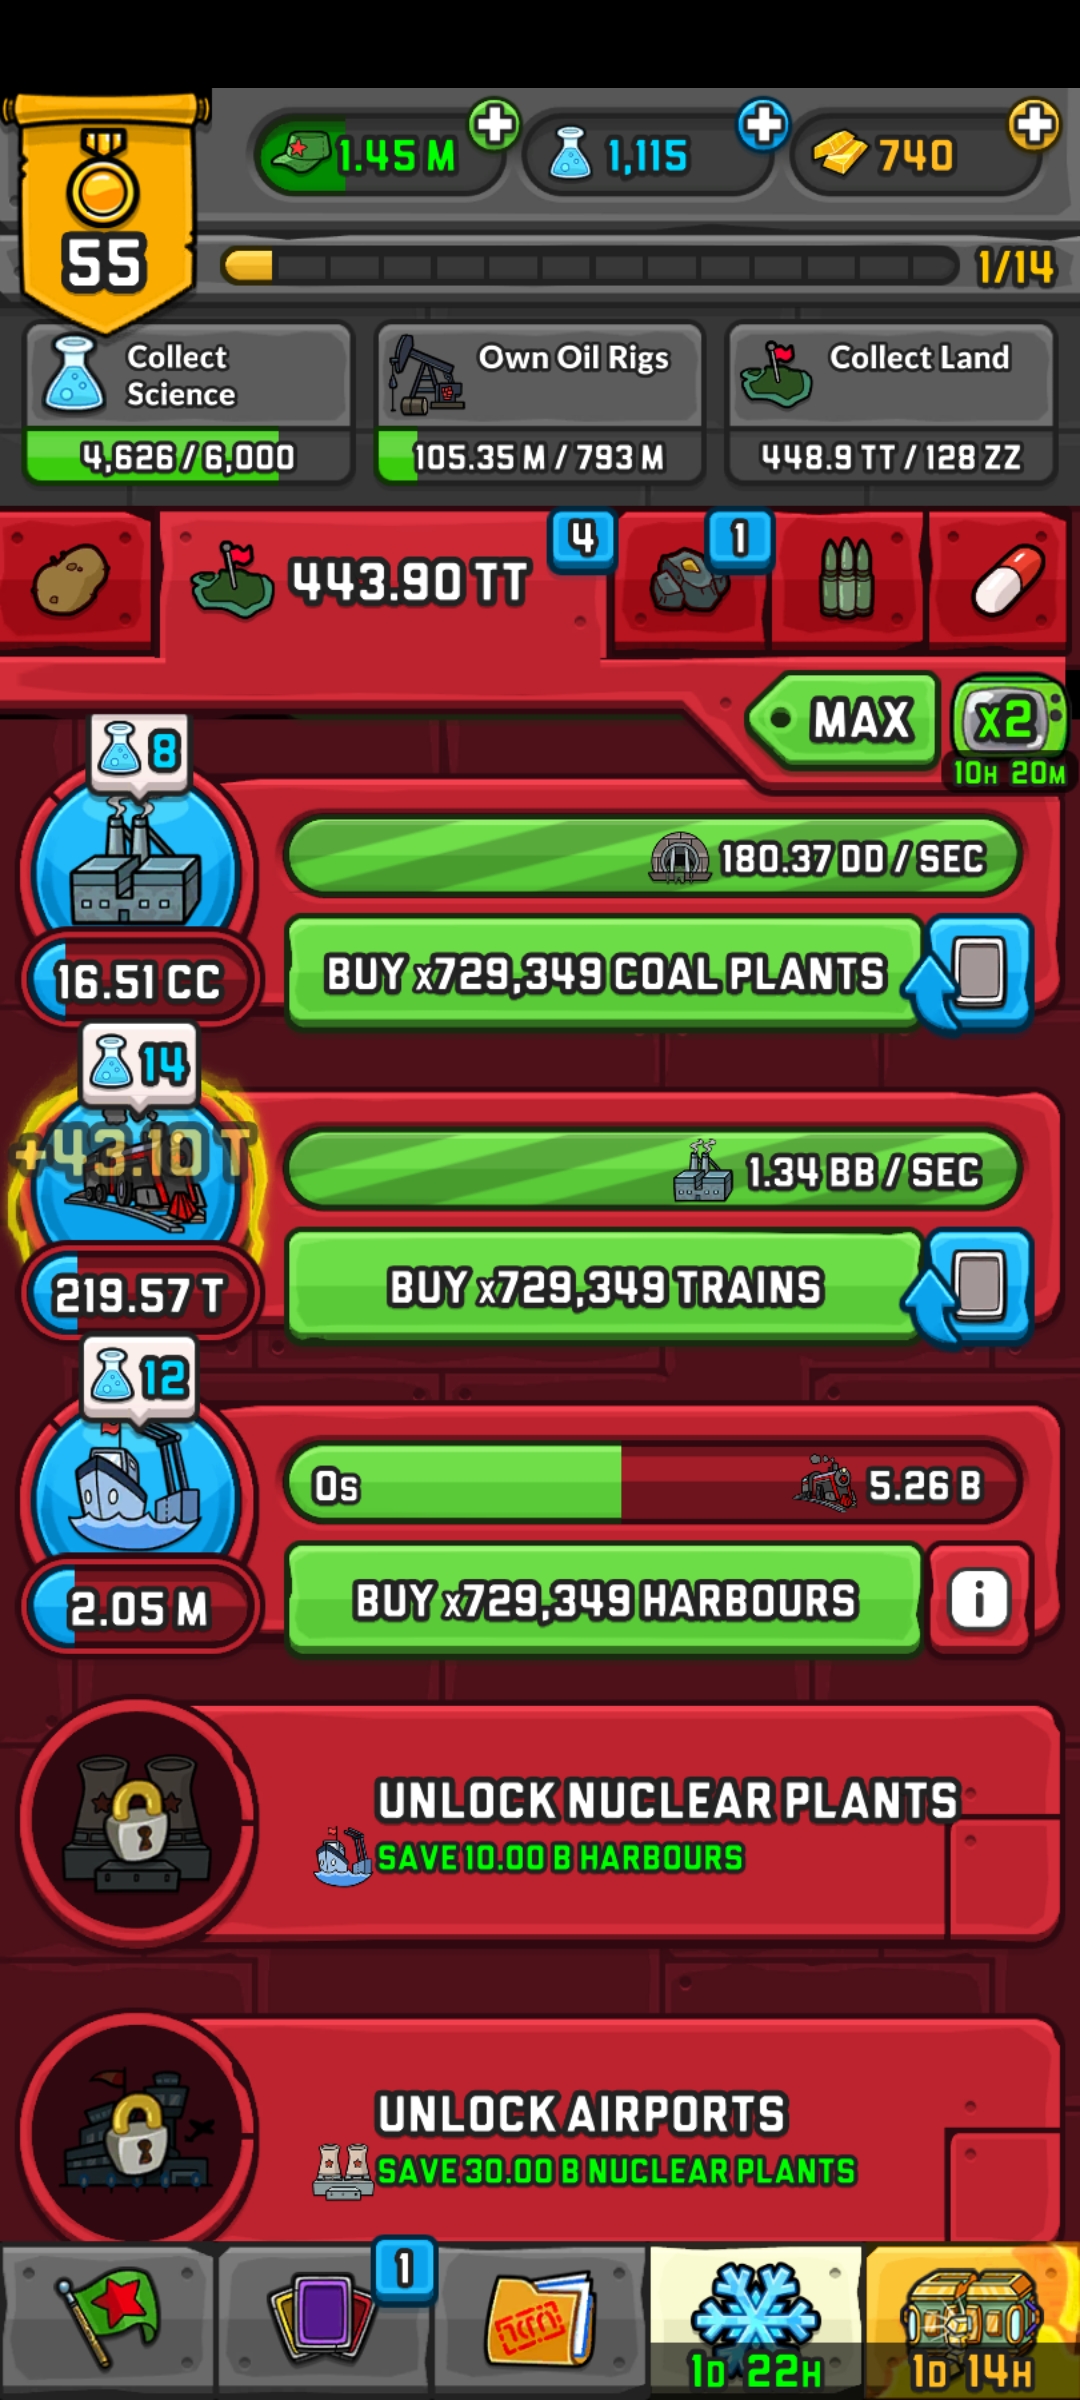 55
1.45 M
1,115
740
1/14
Collect
Science
4,626 / 6,000
Own Oil Rigs
105.35 M / 793 M
Collect Land
448.9 TT / 128 ZZ
443.90 TT
4
1
MAX
x2
10H 20M
8
180.37 DD / SEC
BUY x729,349 COAL PLANTS
16.51 CC
14
+43.10 T
1.34 BB / SEC
BUY x729,349 TRAINS
219.57 T
12
0s
5.26 B
BUY x729,349 HARBOURS
i
2.05 M
UNLOCK NUCLEAR PLANTS
SAVE 10.00 B HARBOURS
UNLOCK AIRPORTS
SAVE 30.00 B NUCLEAR PLANTS
1
1D 22H
1D 14H